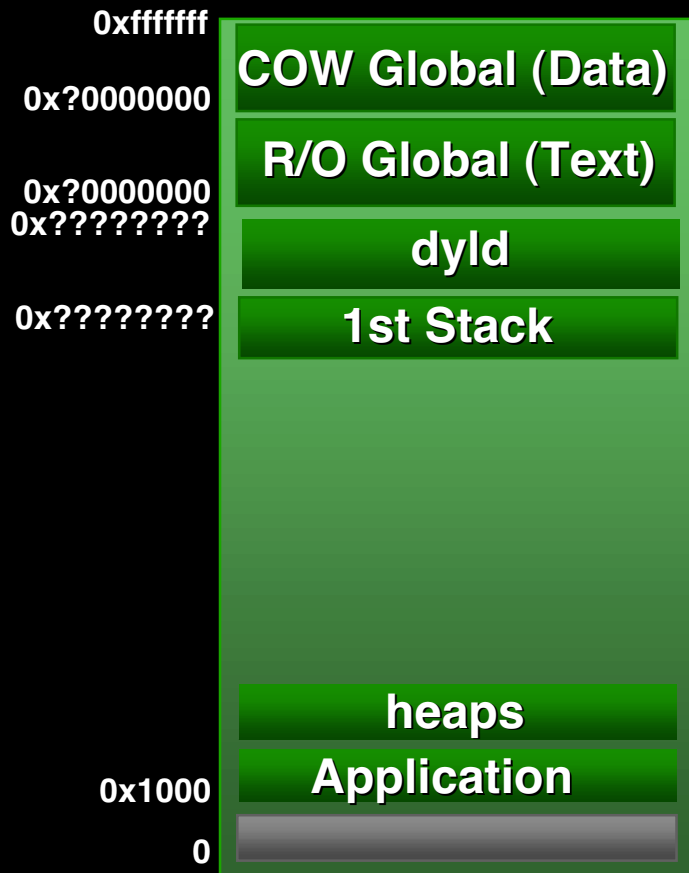 0xfffffff
COW Global (Data)
0x?0000000
R/O Global (Text)
0x?0000000
0x????????
dyld
0x????????
1st Stack
heaps
Application
0x1000
0